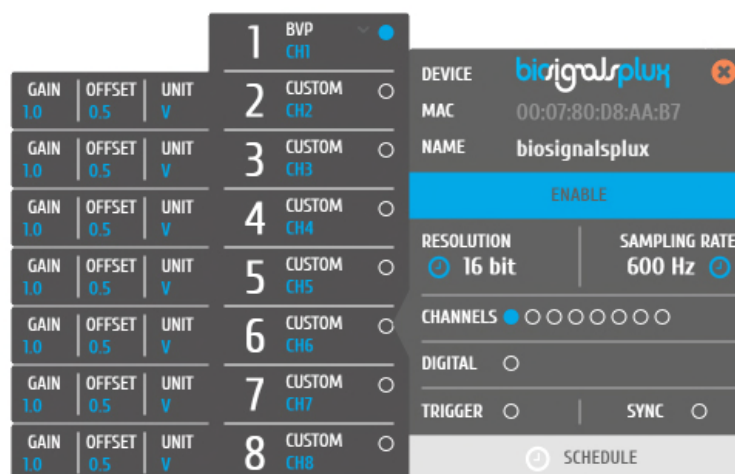 1 BVP
CH1
GAIN OFFSET UNIT
1.0 0.5 V
2 CUSTOM
CH2
GAIN OFFSET UNIT
1.0 0.5 V
3 CUSTOM
CH3
GAIN OFFSET UNIT
1.0 0.5 V
4 CUSTOM
CH4
GAIN OFFSET UNIT
1.0 0.5 V
5 CUSTOM
CH5
GAIN OFFSET UNIT
1.0 0.5 V
6 CUSTOM
CH6
GAIN OFFSET UNIT
1.0 0.5 V
7 CUSTOM
CH7
GAIN OFFSET UNIT
1.0 0.5 V
8 CUSTOM
CH8
DEVICE biosignalsplux
MAC 00:07:80:D8:AA:B7
NAME biosignalsplux
ENABLE
RESOLUTION SAMPLING RATE
16 bit 600 Hz
CHANNELS
DIGITAL
TRIGGER SYNC
SCHEDULE